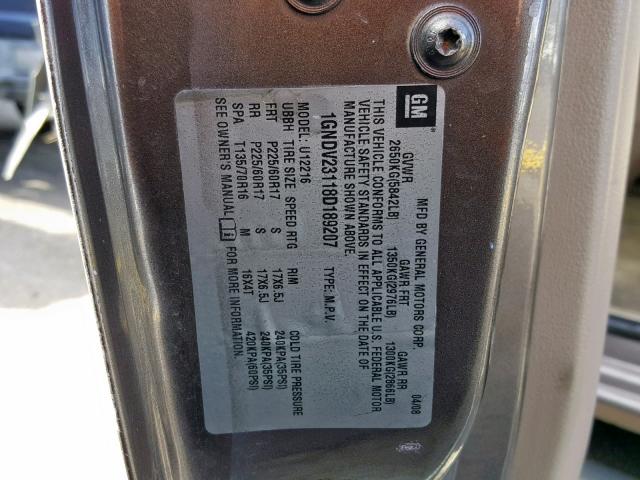 GM
MFD BY GENERAL MOTORS CORP. 04/08
GVWR GAWR FRT GAWR RR
2650KG(5842LB) 1350KG(2976LB) 1300KG(2866LB)
THIS VEHICLE CONFORMS TO ALL APPLICABLE U.S. FEDERAL MOTOR
VEHICLE SAFETY STANDARDS IN EFFECT ON THE DATE OF
MANUFACTURE SHOWN ABOVE.
1GNDV23118D189207 TYPE: M.P.V.
MODEL: U12216
UBBH TIRE SIZE SPEED RTG RIM COLD TIRE PRESSURE
FRT P225/60R17 S 17X6.5J 240KPA(35PSI)
RR P225/60R17 S 17X6.5J 240KPA(35PSI)
SPA T135/70R16 16X4T 420KPA(60PSI)
SEE OWNER'S MANUAL FOR MORE INFORMATION.